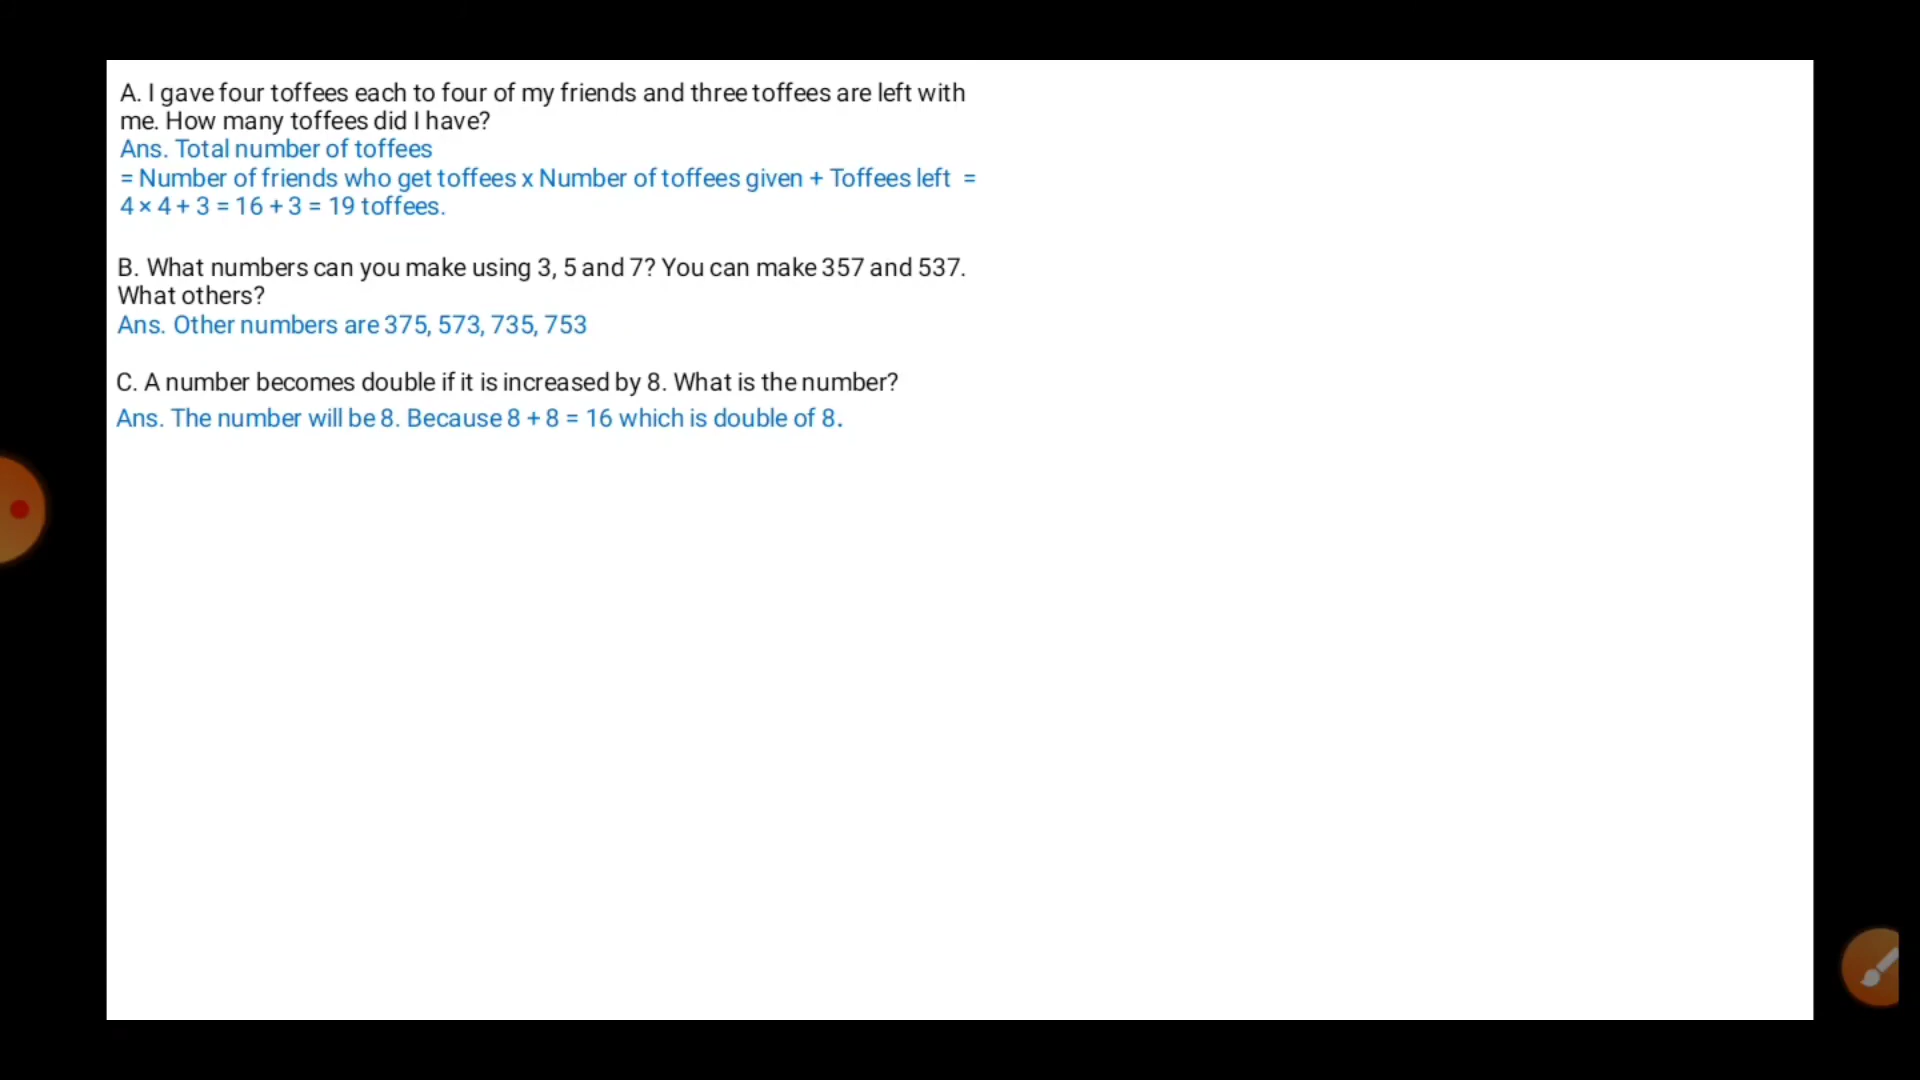 A. I gave four toffees each to four of my friends and three toffees are left with
me. How many toffees did I have?
Ans. Total number of toffees
= Number of friends who get toffees x Number of toffees given + Toffees left =
4 × 4 + 3 = 16 + 3 = 19 toffees.
B. What numbers can you make using 3, 5 and 7? You can make 357 and 537.
What others?
Ans. Other numbers are 375, 573, 735, 753
C. A number becomes double if it is increased by 8. What is the number?
Ans. The number will be 8. Because 8 + 8 = 16 which is double of 8.